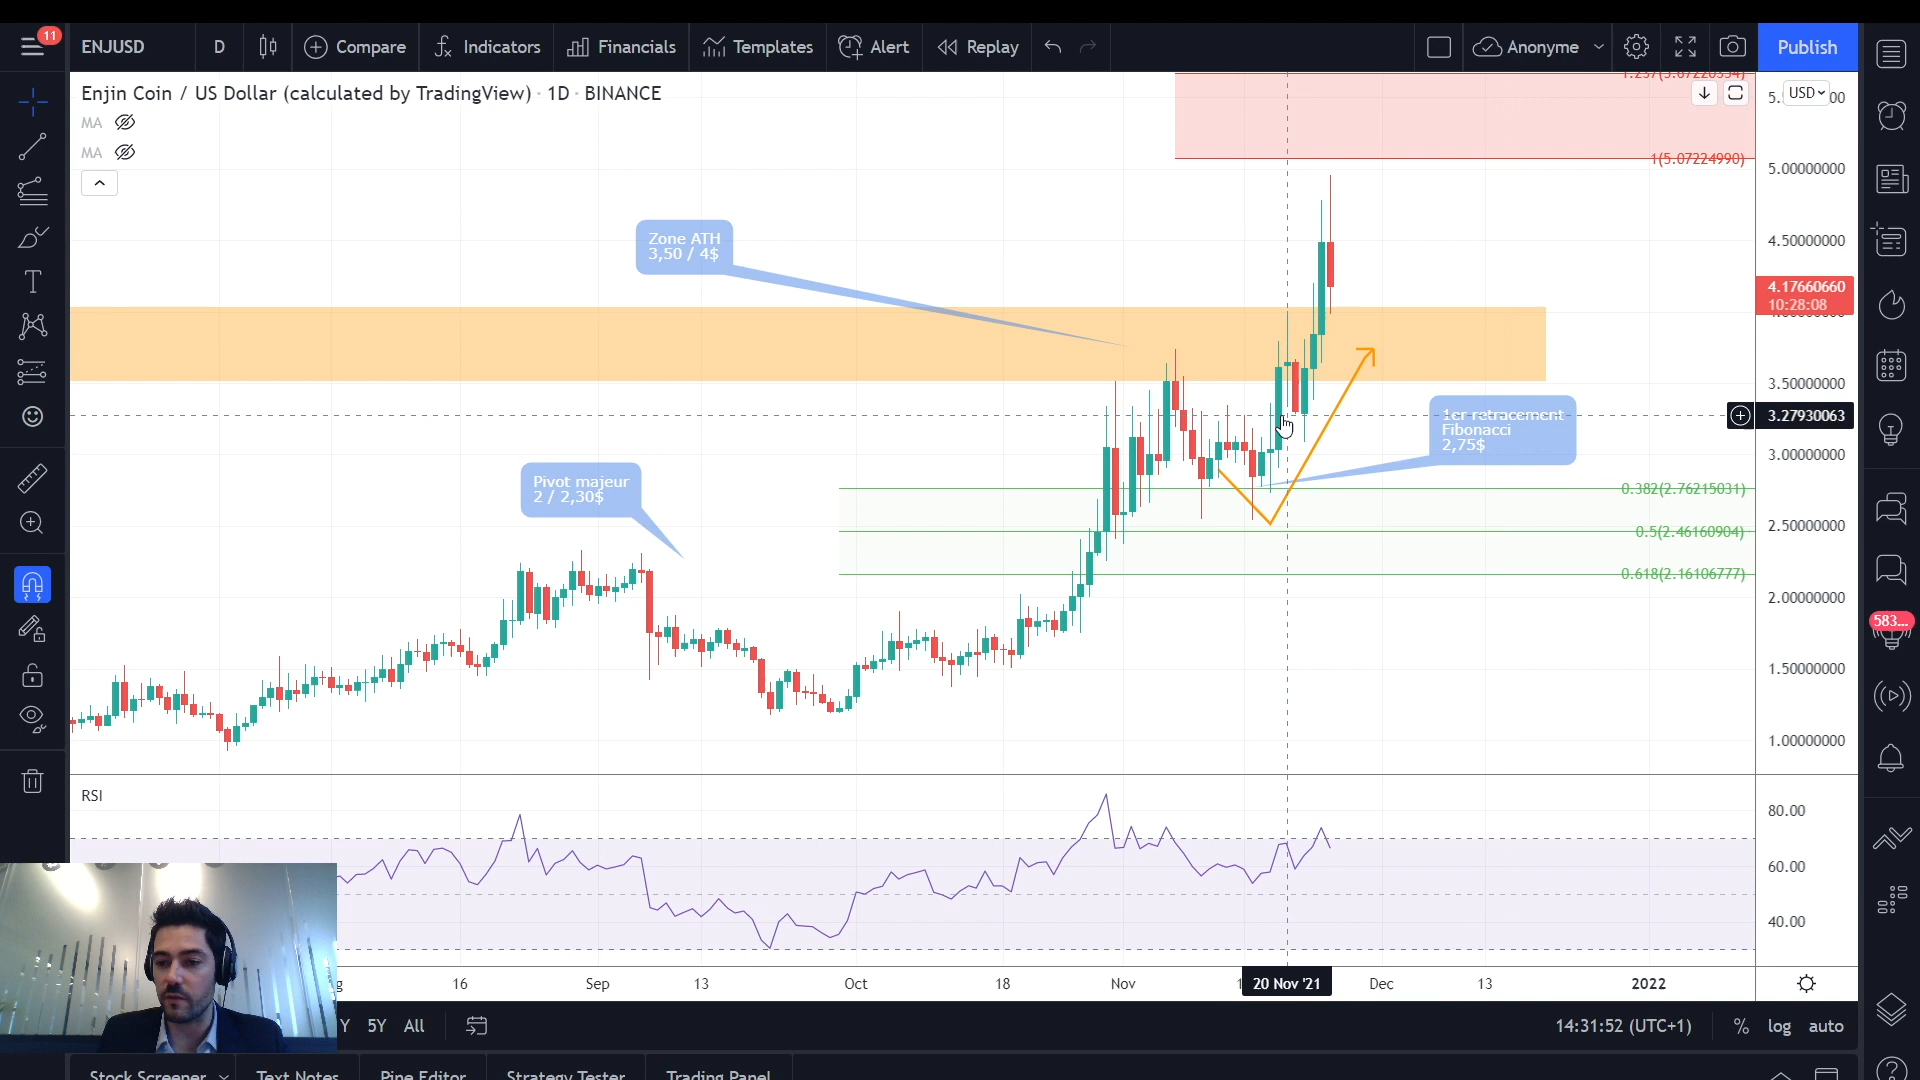 11
ENJUSD
D
Compare
Indicators
Financials
Templates
Alert
Replay
Anonyme
Publish
Enjin Coin / US Dollar (calculated by TradingView) · 1D · BINANCE
MA
MA
USD
1(5.07224990)
5.00000000
4.50000000
Zone ATH
3,50 / 4$
4.17660660
10:28:08
3.50000000
3.27930063
1er retracement
Fibonacci
2,75$
3.00000000
Pivot majeur
2 / 2,30$
0.382(2.76215031)
2.50000000
0.5(2.46160904)
0.618(2.16106777)
2.00000000
583...
1.50000000
1.00000000
RSI
80.00
60.00
40.00
16
Sep
13
Oct
18
Nov
20 Nov '21
Dec
13
2022
Y
5Y
All
14:31:52 (UTC+1)
%
log
auto
Stock Screener
Text Notes
Pine Editor
Strategy Tester
Trading Panel